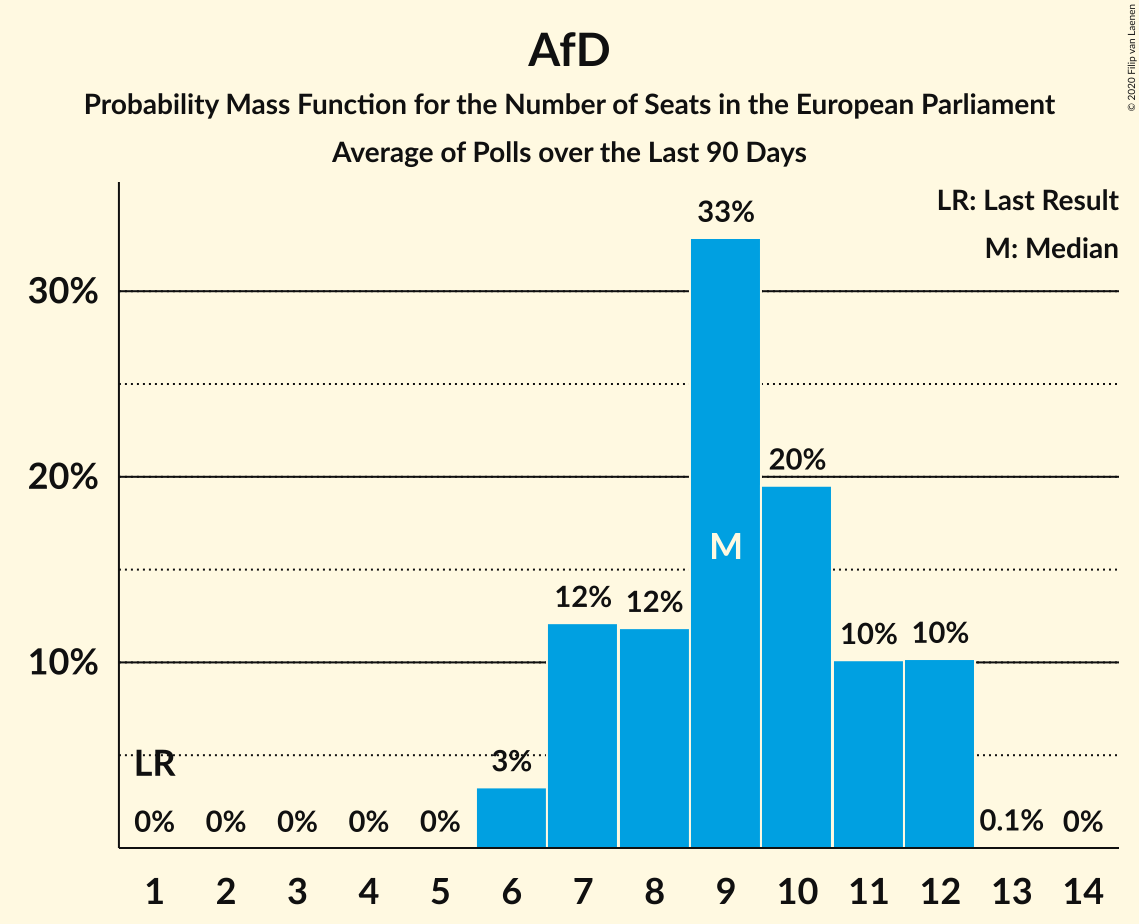 AfD
Probability Mass Function for the Number of Seats in the European Parliament
Average of Polls over the Last 90 Days
© 2020 Filip van Laenen
LR: Last Result
M: Median
33%
30%
20%
20%
M
12%
12%
10%
10%
10%
LR
3%
0%
0%
0%
0%
0%
0.1%
0%
1 2 3 4 5 6 7 8 9 10 11 12 13 14